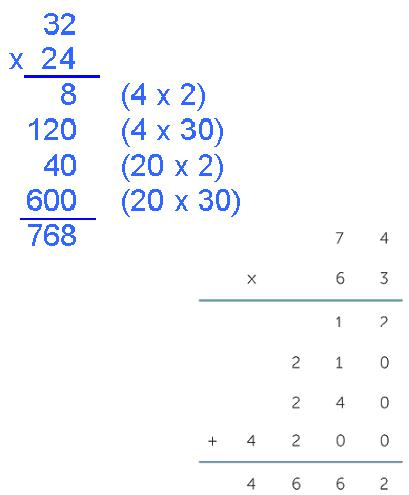 32
x 24
8 (4 x 2)
120 (4 x 30)
40 (20 x 2)
600 (20 x 30)
768
7 4
x 6 3
1 2
2 1 0
2 4 0
+ 4 2 0 0
4 6 6 2